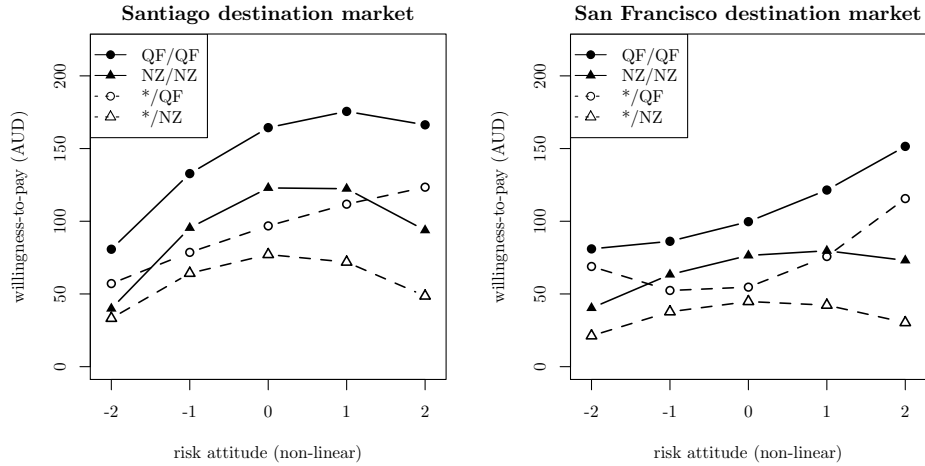 Santiago destination market
QF/QF
NZ/NZ
*/QF
*/NZ
willingness-to-pay (AUD)
0
50
100
150
200
-2
-1
0
1
2
risk attitude (non-linear)
San Francisco destination market
QF/QF
NZ/NZ
*/QF
*/NZ
willingness-to-pay (AUD)
0
50
100
150
200
-2
-1
0
1
2
risk attitude (non-linear)